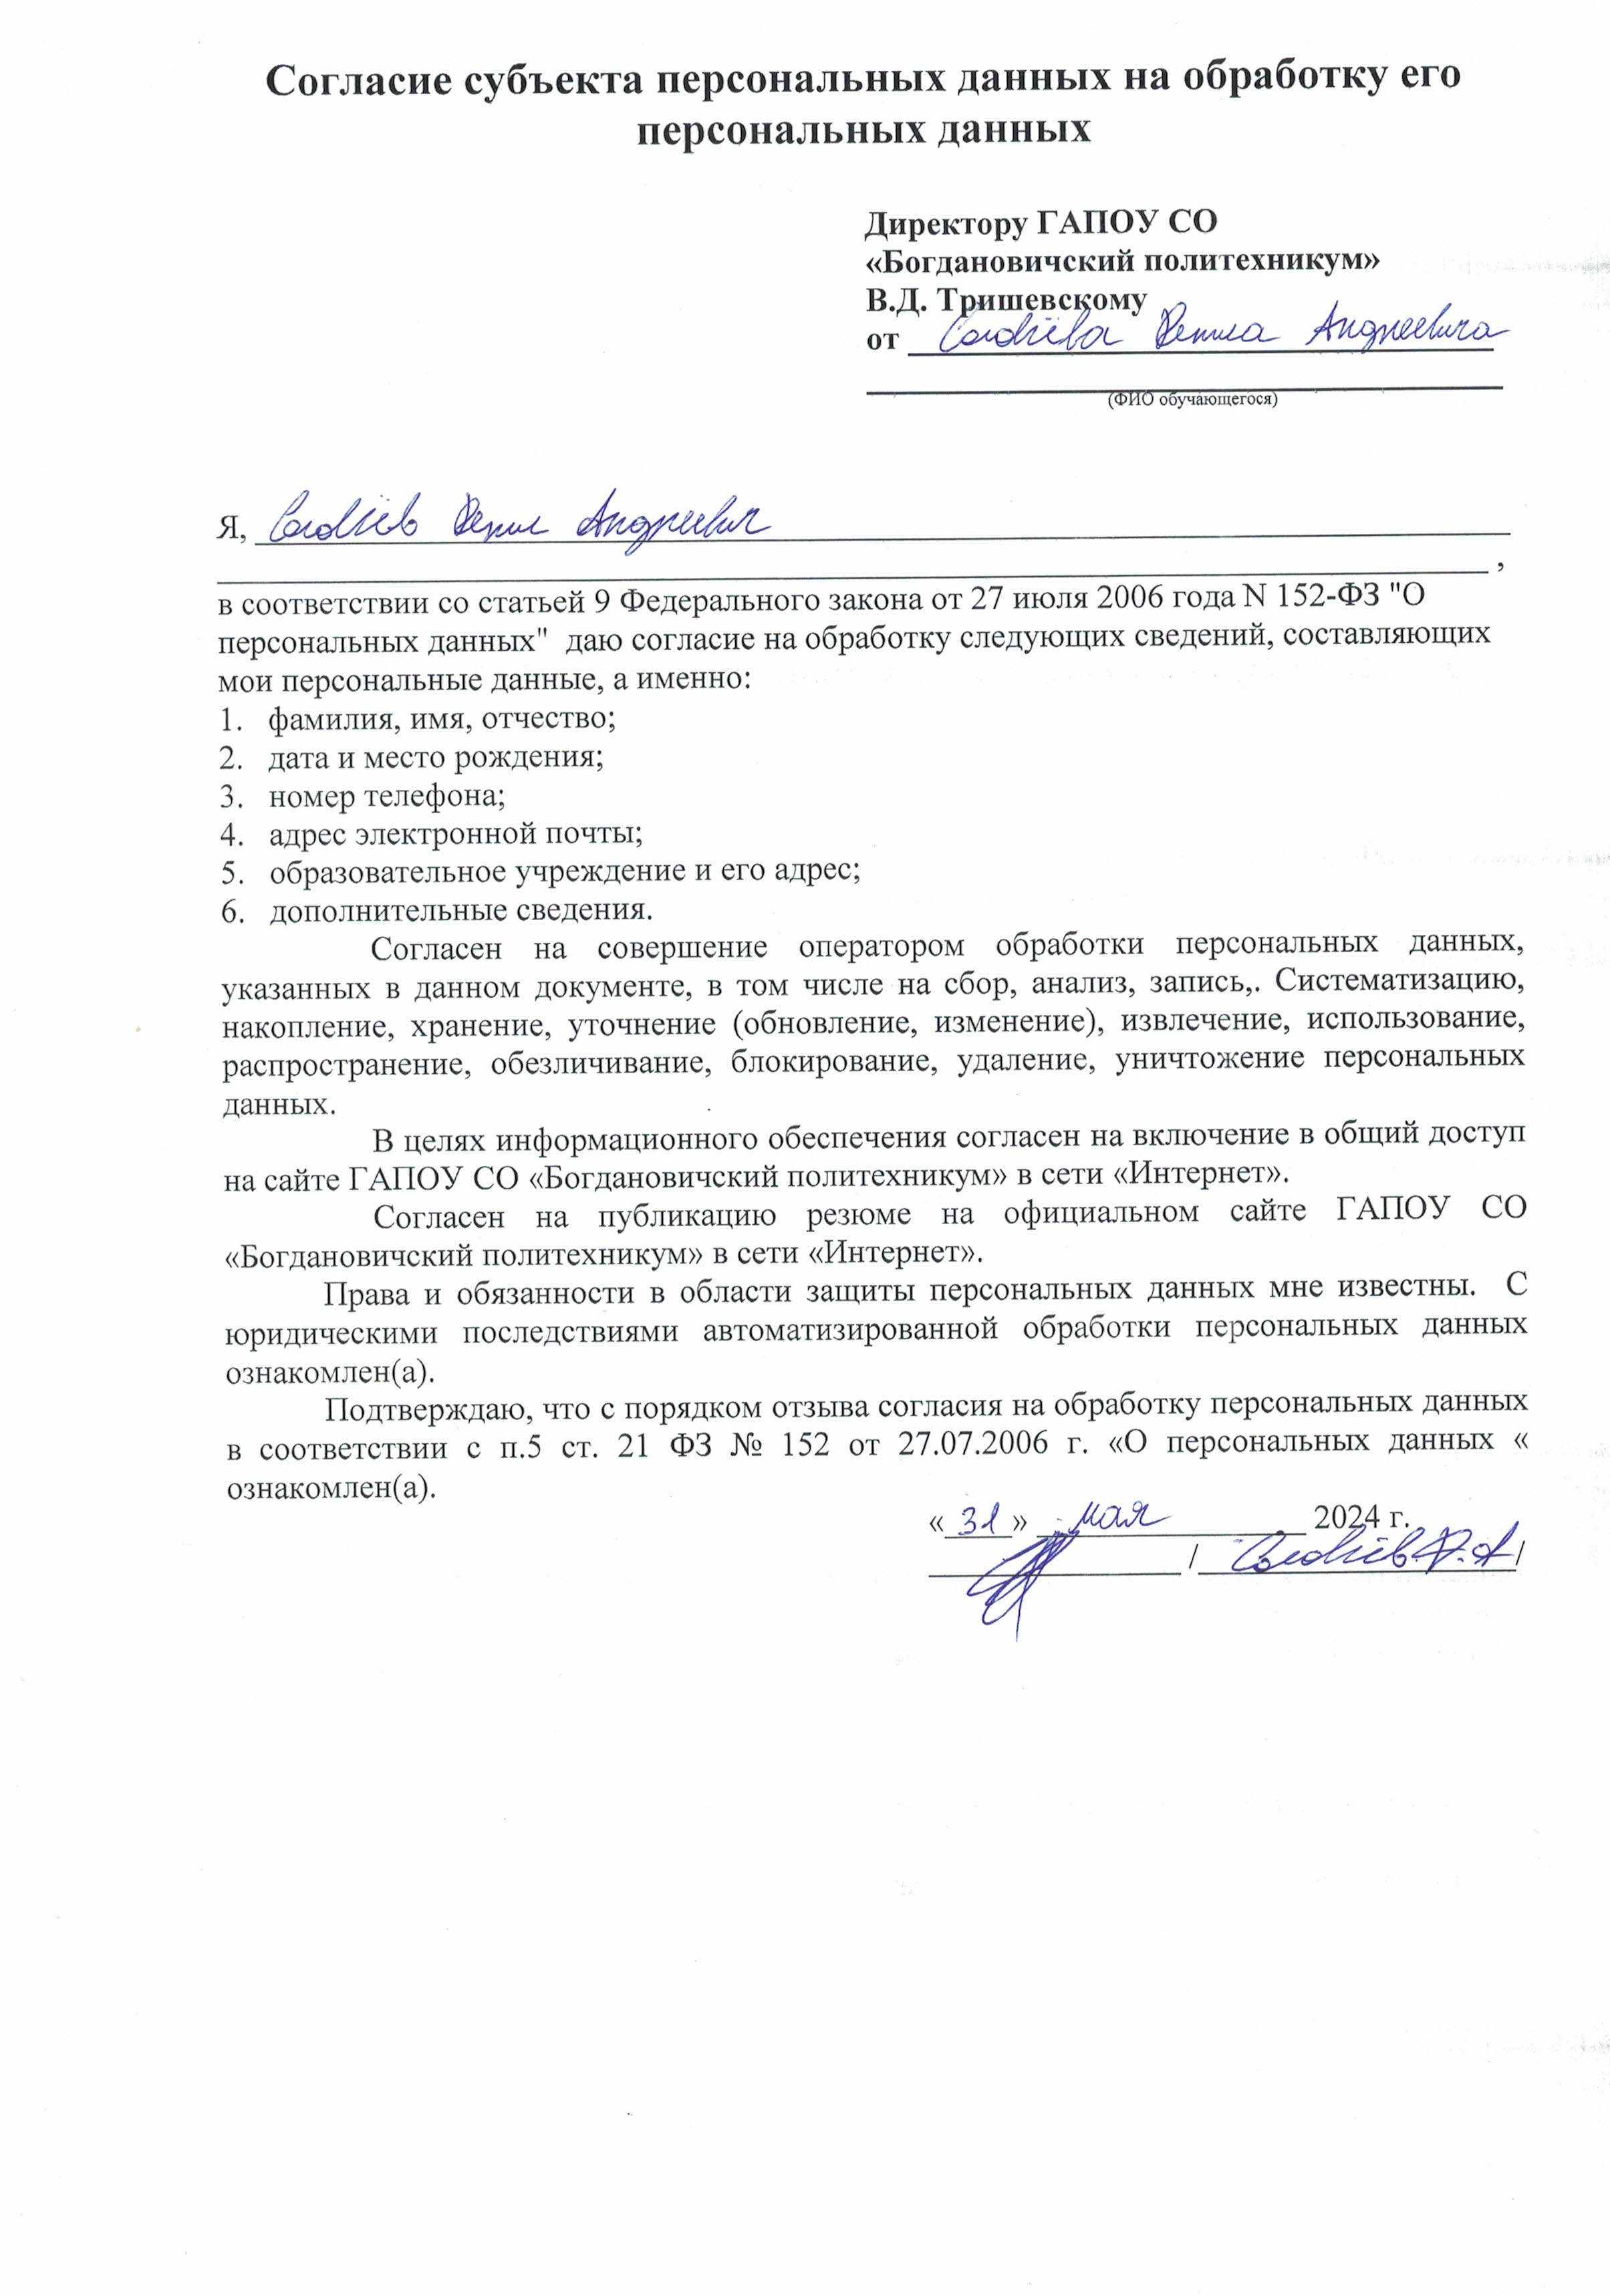 Согласие субъекта персональных данных на обработку его
персональных данных
Директору ГАПОУ СО
«Богдановичский политехникум»
В.Д. Тришевскому
от Андреевича
(ФИО обучающегося)
Я, Андреевич
,
в соответствии со статьей 9 Федерального закона от 27 июля 2006 года N 152-ФЗ "О
персональных данных" даю согласие на обработку следующих сведений, составляющих
мои персональные данные, а именно:
1. фамилия, имя, отчество;
2. дата и место рождения;
3. номер телефона;
4. адрес электронной почты;
5. образовательное учреждение и его адрес;
6. дополнительные сведения.
Согласен на совершение оператором обработки персональных данных,
указанных в данном документе, в том числе на сбор, анализ, запись,. Систематизацию,
накопление, хранение, уточнение (обновление, изменение), извлечение, использование,
распространение, обезличивание, блокирование, удаление, уничтожение персональных
данных.
В целях информационного обеспечения согласен на включение в общий доступ
на сайте ГАПОУ СО «Богдановичский политехникум» в сети «Интернет».
Согласен на публикацию резюме на официальном сайте ГАПОУ СО
«Богдановичский политехникум» в сети «Интернет».
Права и обязанности в области защиты персональных данных мне известны. С
юридическими последствиями автоматизированной обработки персональных данных
ознакомлен(а).
Подтверждаю, что с порядком отзыва согласия на обработку персональных данных
в соответствии с п.5 ст. 21 ФЗ № 152 от 27.07.2006 г. «О персональных данных «
ознакомлен(а).
«31» мая 2024 г.
/ /